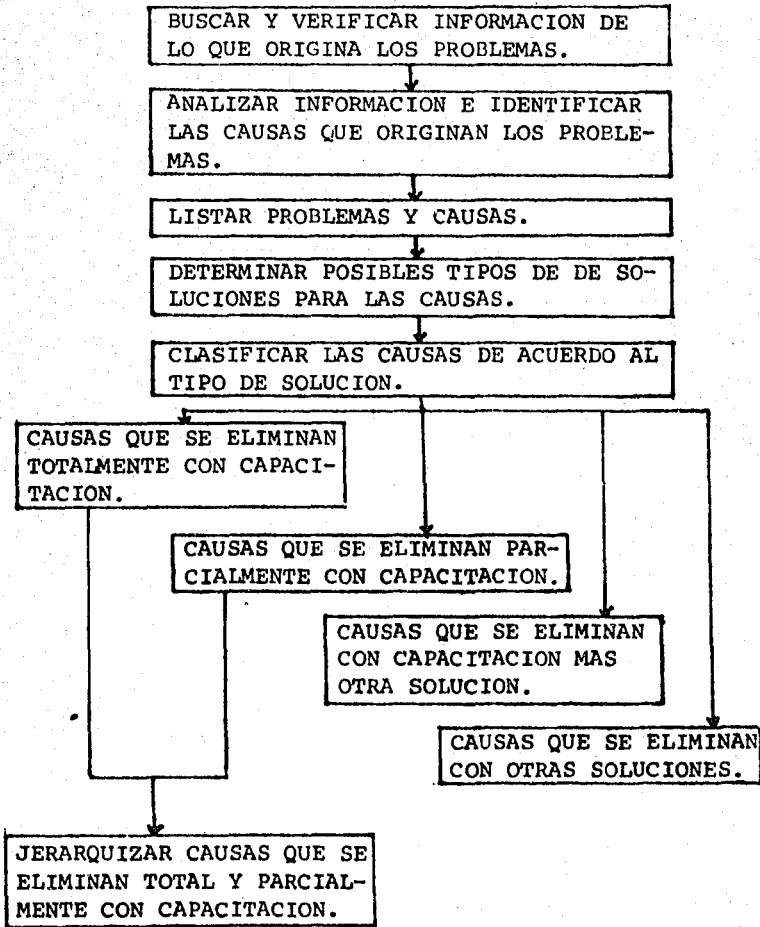 BUSCAR Y VERIFICAR INFORMACION DE
LO QUE ORIGINA LOS PROBLEMAS.
ANALIZAR INFORMACION E IDENTIFICAR
LAS CAUSAS QUE ORIGINAN LOS PROBLE-
MAS.
LISTAR PROBLEMAS Y CAUSAS.
DETERMINAR POSIBLES TIPOS DE DE SO-
LUCIONES PARA LAS CAUSAS.
CLASIFICAR LAS CAUSAS DE ACUERDO AL
TIPO DE SOLUCION.
CAUSAS QUE SE ELIMINAN
TOTALMENTE CON CAPACI-
TACION.
CAUSAS QUE SE ELIMINAN PAR-
CIALMENTE CON CAPACITACION.
CAUSAS QUE SE ELIMINAN
CON CAPACITACION MAS
OTRA SOLUCION.
CAUSAS QUE SE ELIMINAN
CON OTRAS SOLUCIONES.
JERARQUIZAR CAUSAS QUE SE
ELIMINAN TOTAL Y PARCIAL-
MENTE CON CAPACITACION.